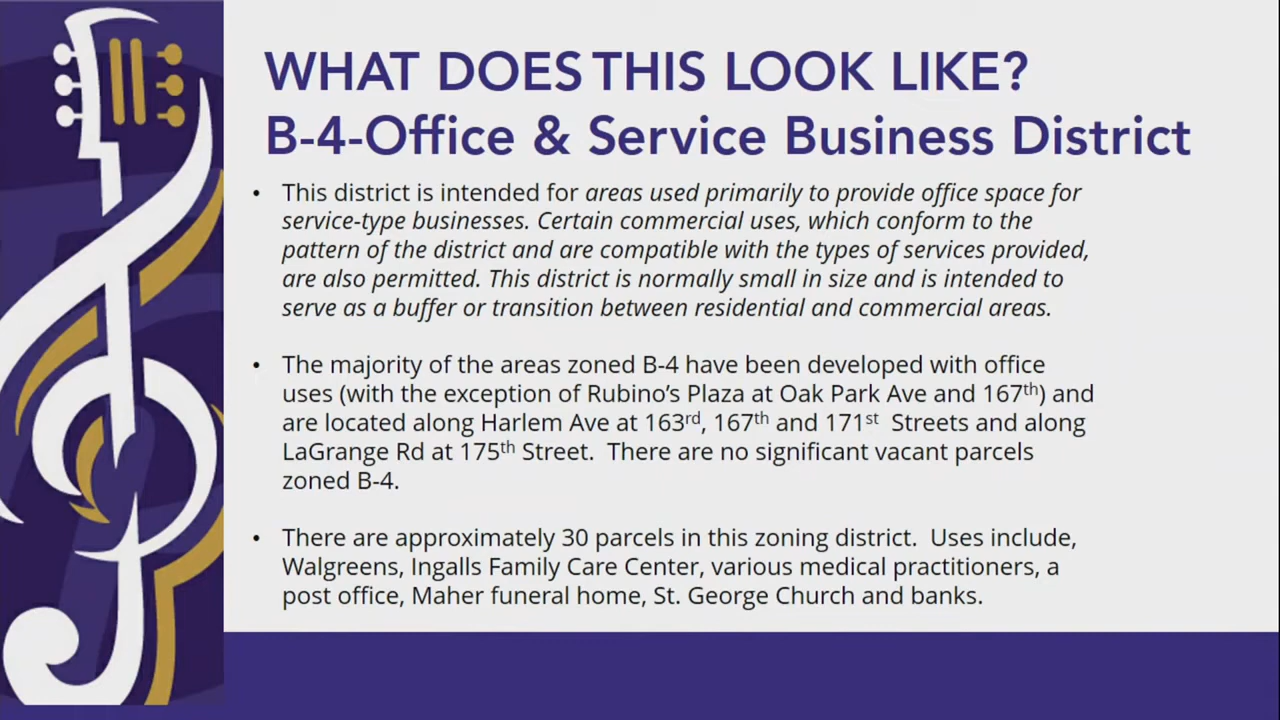 WHAT DOES THIS LOOK LIKE?
B-4-Office & Service Business District
• This district is intended for areas used primarily to provide office space for
service-type businesses. Certain commercial uses, which conform to the
pattern of the district and are compatible with the types of services provided,
are also permitted. This district is normally small in size and is intended to
serve as a buffer or transition between residential and commercial areas.
• The majority of the areas zoned B-4 have been developed with office
uses (with the exception of Rubino’s Plaza at Oak Park Ave and 167th) and
are located along Harlem Ave at 163rd, 167th and 171st Streets and along
LaGrange Rd at 175th Street. There are no significant vacant parcels
zoned B-4.
• There are approximately 30 parcels in this zoning district. Uses include,
Walgreens, Ingalls Family Care Center, various medical practitioners, a
post office, Maher funeral home, St. George Church and banks.